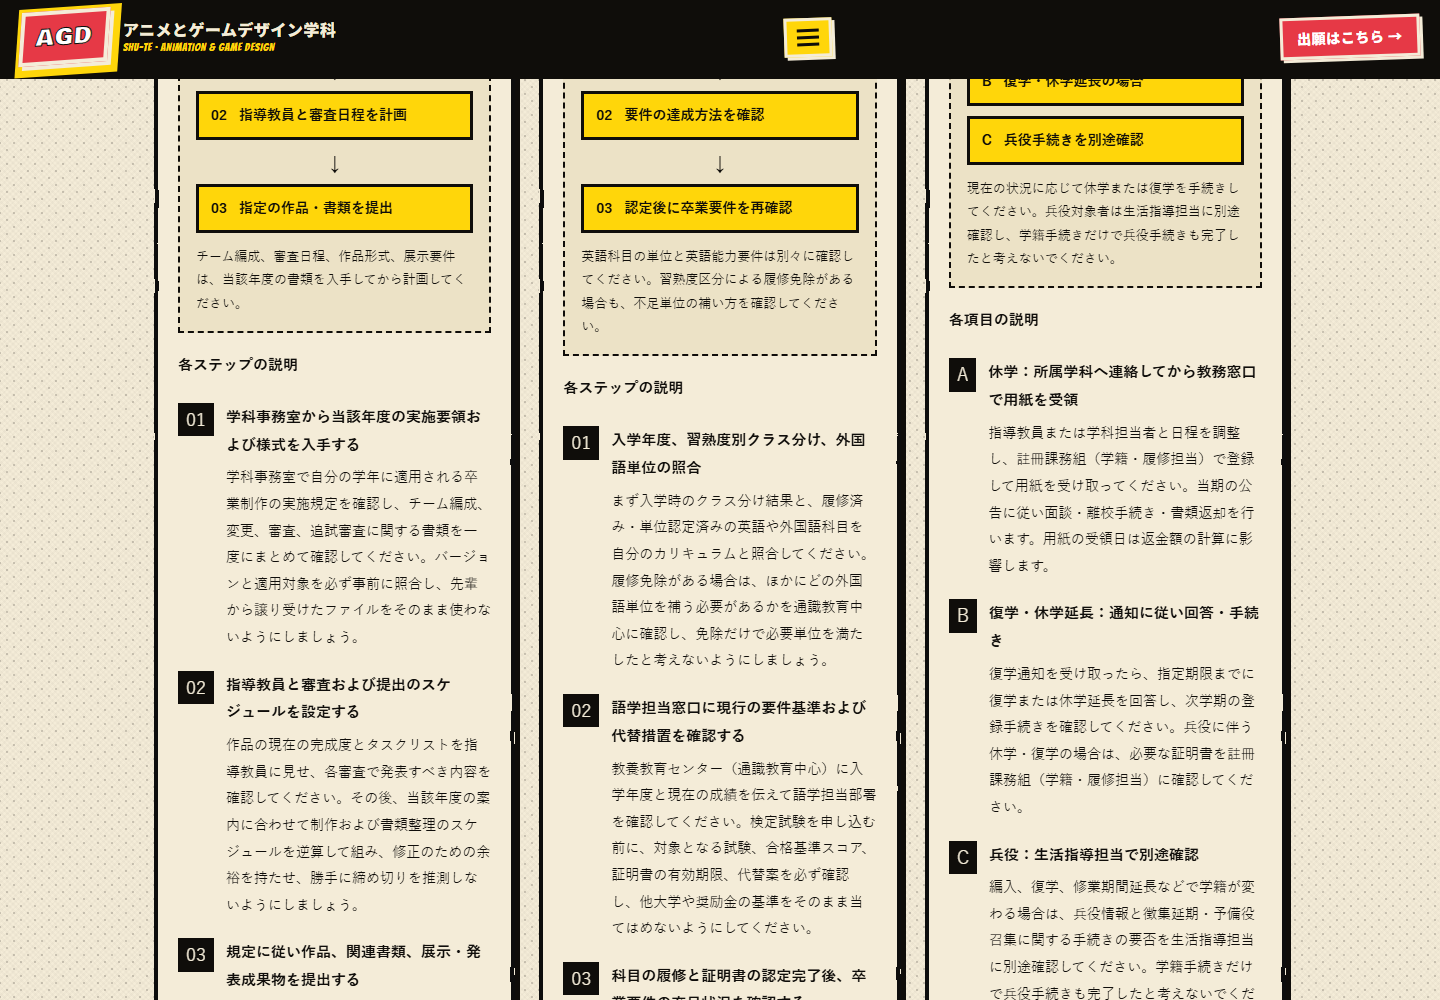 AGD
アニメとゲームデザイン学科
SHU-TE · ANIMATION & GAME DESIGN
出願はこちら →
02 指導教員と審査日程を計画
↓
03 指定の作品・書類を提出
チーム編成、審査日程、作品形式、展示要件
は、当該年度の書類を入手してから計画してく
ださい。
各ステップの説明
01 学科事務室から当該年度の実施要領お
よび様式を入手する
学科事務室で自分の学年に適用される卒
業制作の実施規定を確認し、チーム編成、
変更、審査、追試審査に関する書類を一
度にまとめて確認してください。バージョ
ンと適用対象を必ず事前に照合し、先輩
から譲り受けたファイルをそのまま使わな
いようにしましょう。
02 指導教員と審査および提出のスケ
ジュールを設定する
作品の現在の完成度とタスクリストを指
導教員に見せ、各審査で発表すべき内容を
確認してください。その後、当該年度の案
内に合わせて制作および書類整理のスケ
ジュールを逆算して組み、修正のための余
裕を持たせ、勝手に締め切りを推測しな
いようにしましょう。
03 規定に従い作品、関連書類、展示・発
表成果物を提出する
02 要件の達成方法を確認
↓
03 認定後に卒業要件を再確認
英語科目の単位と英語能力要件は別々に確認し
てください。習熟度区分による履修免除がある
場合も、不足単位の補い方を確認してくださ
い。
各ステップの説明
01 入学年度、習熟度別クラス分け、外国
語単位の照合
まず入学時のクラス分け結果と、履修済
み・単位認定済みの英語や外国語科目を
自分のカリキュラムと照合してください。
履修免除がある場合は、ほかにどの外国
語単位を補う必要があるかを通識教育中
心に確認し、免除だけで必要単位を満た
したと考えないようにしましょう。
02 語学担当窓口に現行の要件基準および
代替措置を確認する
教養教育センター（通識教育中心）に入
学年度と現在の成績を伝えて語学担当部署
を確認してください。検定試験を申し込む
前に、対象となる試験、合格基準スコア、
証明書の有効期限、代替案を必ず確認
し、他大学や奨励金の基準をそのまま当
てはめないようにしてください。
03 科目の履修と証明書の認定完了後、卒
業要件の充足状況を確認する
B 復学・休学延長の場合
C 兵役手続きを別途確認
現在の状況に応じて休学または復学を手続きし
てください。兵役対象者は生活指導担当に別途
確認し、学籍手続きだけで兵役手続きも完了し
たと考えないでください。
各項目の説明
A 休学：所属学科へ連絡してから教務窓口
で用紙を受領
指導教員または学科担当者と日程を調整
し、註冊課務組（学籍・履修担当）で登録
して用紙を受け取ってください。当期の公
告に従い面談・離校手続き・書類返却を行
います。用紙の受領日は返金額の計算に影
響します。
B 復学・休学延長：通知に従い回答・手続
き
復学通知を受け取ったら、指定期限までに
復学または休学延長を回答し、次学期の登
録手続きを確認してください。兵役に伴う
休学・復学の場合は、必要な証明書を註冊
課務組（学籍・履修担当）に確認してくだ
さい。
C 兵役：生活指導担当で別途確認
編入、復学、修業期間延長などで学籍が変
わる場合は、兵役情報と徴集延期・予備役
召集に関する手続きの要否を生活指導担当
に別途確認してください。学籍手続きだけ
で兵役手続きも完了したと考えないでくだ